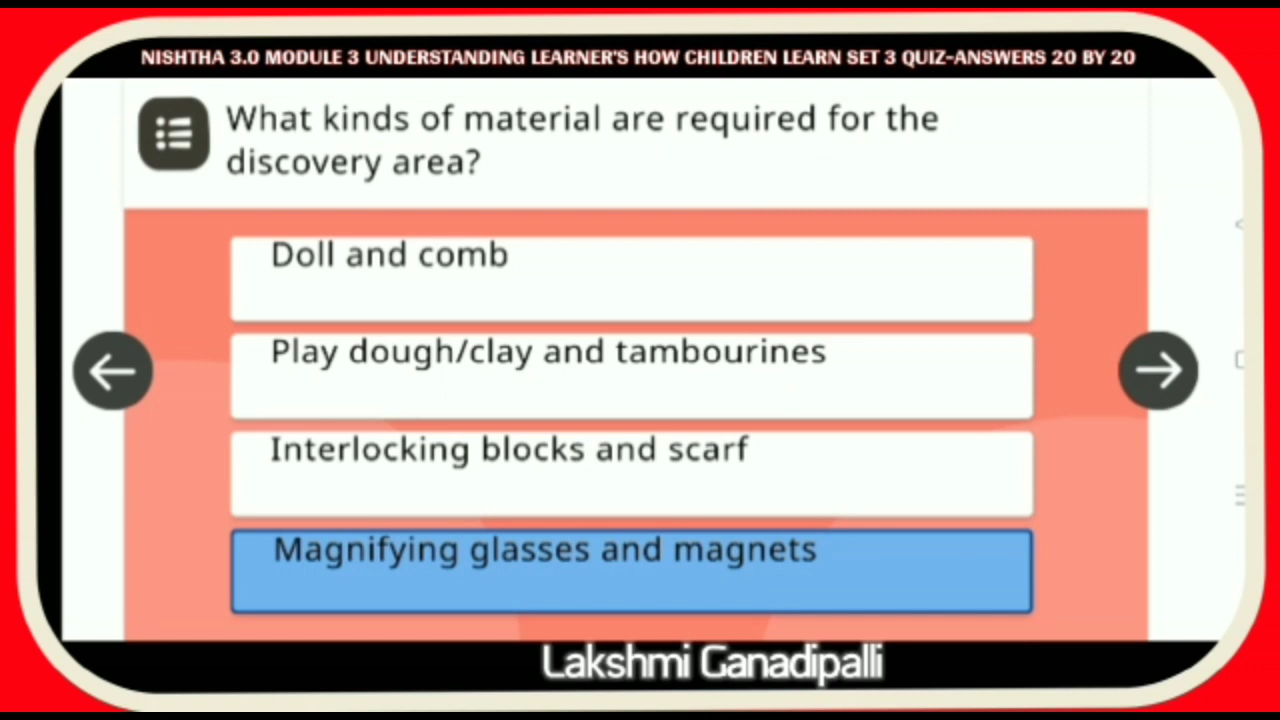 NISHTHA 3.0 MODULE 3 UNDERSTANDING LEARNER'S HOW CHILDREN LEARN SET 3 QUIZ-ANSWERS 20 BY 20
What kinds of material are required for the
discovery area?
Doll and comb
Play dough/clay and tambourines
Interlocking blocks and scarf
Magnifying glasses and magnets
Lakshmi Ganadipalli